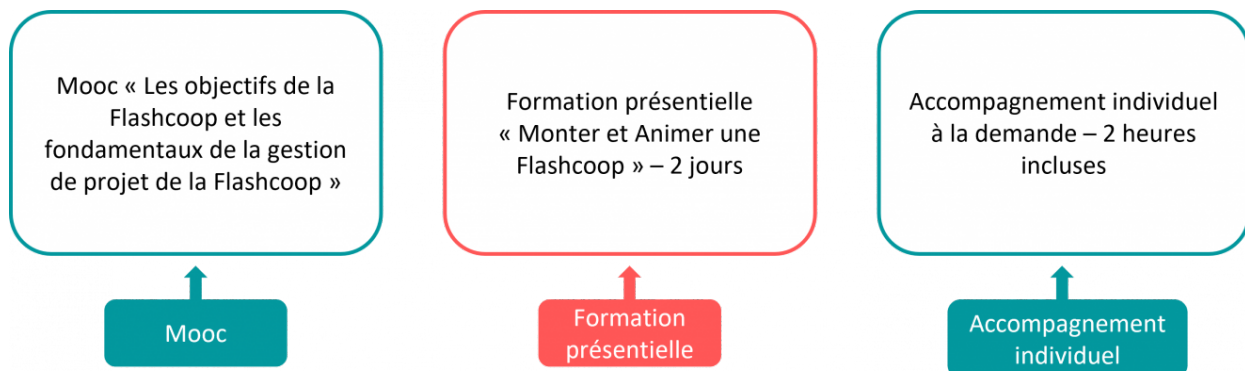 Mooc « Les objectifs de la
Flashcoop et les
fondamentaux de la gestion
de projet de la Flashcoop »
Formation présentielle
« Monter et Animer une
Flashcoop » – 2 jours
Accompagnement individuel
à la demande – 2 heures
incluses
Mooc
Formation
présentielle
Accompagnement
individuel